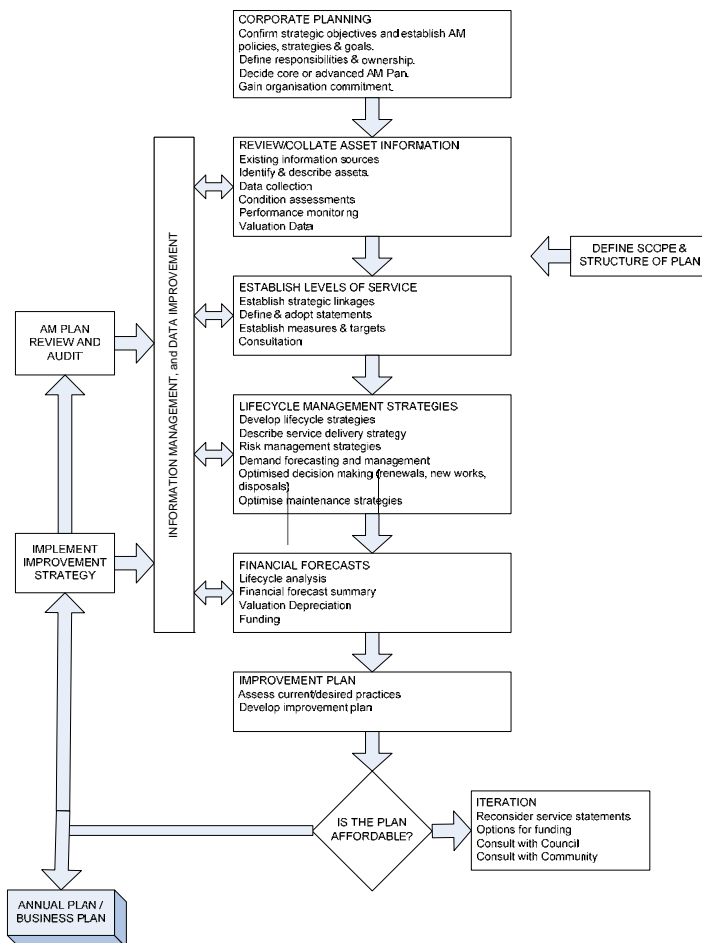 CORPORATE PLANNING
Confirm strategic objectives and establish AM
policies, strategies & goals.
Define responsibilities & ownership.
Decide core or advanced AM Pan.
Gain organisation commitment.
REVIEW/COLLATE ASSET INFORMATION
Existing information sources
Identify & describe assets.
Data collection
Condition assessments
Performance monitoring
Valuation Data
DEFINE SCOPE &
STRUCTURE OF PLAN
INFORMATION MANAGEMENT, and DATA IMPROVEMENT
ESTABLISH LEVELS OF SERVICE
Establish strategic linkages
Define & adopt statements
Establish measures & targets
Consultation
AM PLAN
REVIEW AND
AUDIT
LIFECYCLE MANAGEMENT STRATEGIES
Develop lifecycle strategies
Describe service delivery strategy
Risk management strategies
Demand forecasting and management
Optimised decision making (renewals, new works,
disposals)
Optimise maintenance strategies
IMPLEMENT
IMPROVEMENT
STRATEGY
FINANCIAL FORECASTS
Lifecycle analysis
Financial forecast summary
Valuation Depreciation
Funding
IMPROVEMENT PLAN
Assess current/desired practices
Develop improvement plan
IS THE PLAN
AFFORDABLE?
ITERATION
Reconsider service statements
Options for funding
Consult with Council
Consult with Community
ANNUAL PLAN /
BUSINESS PLAN